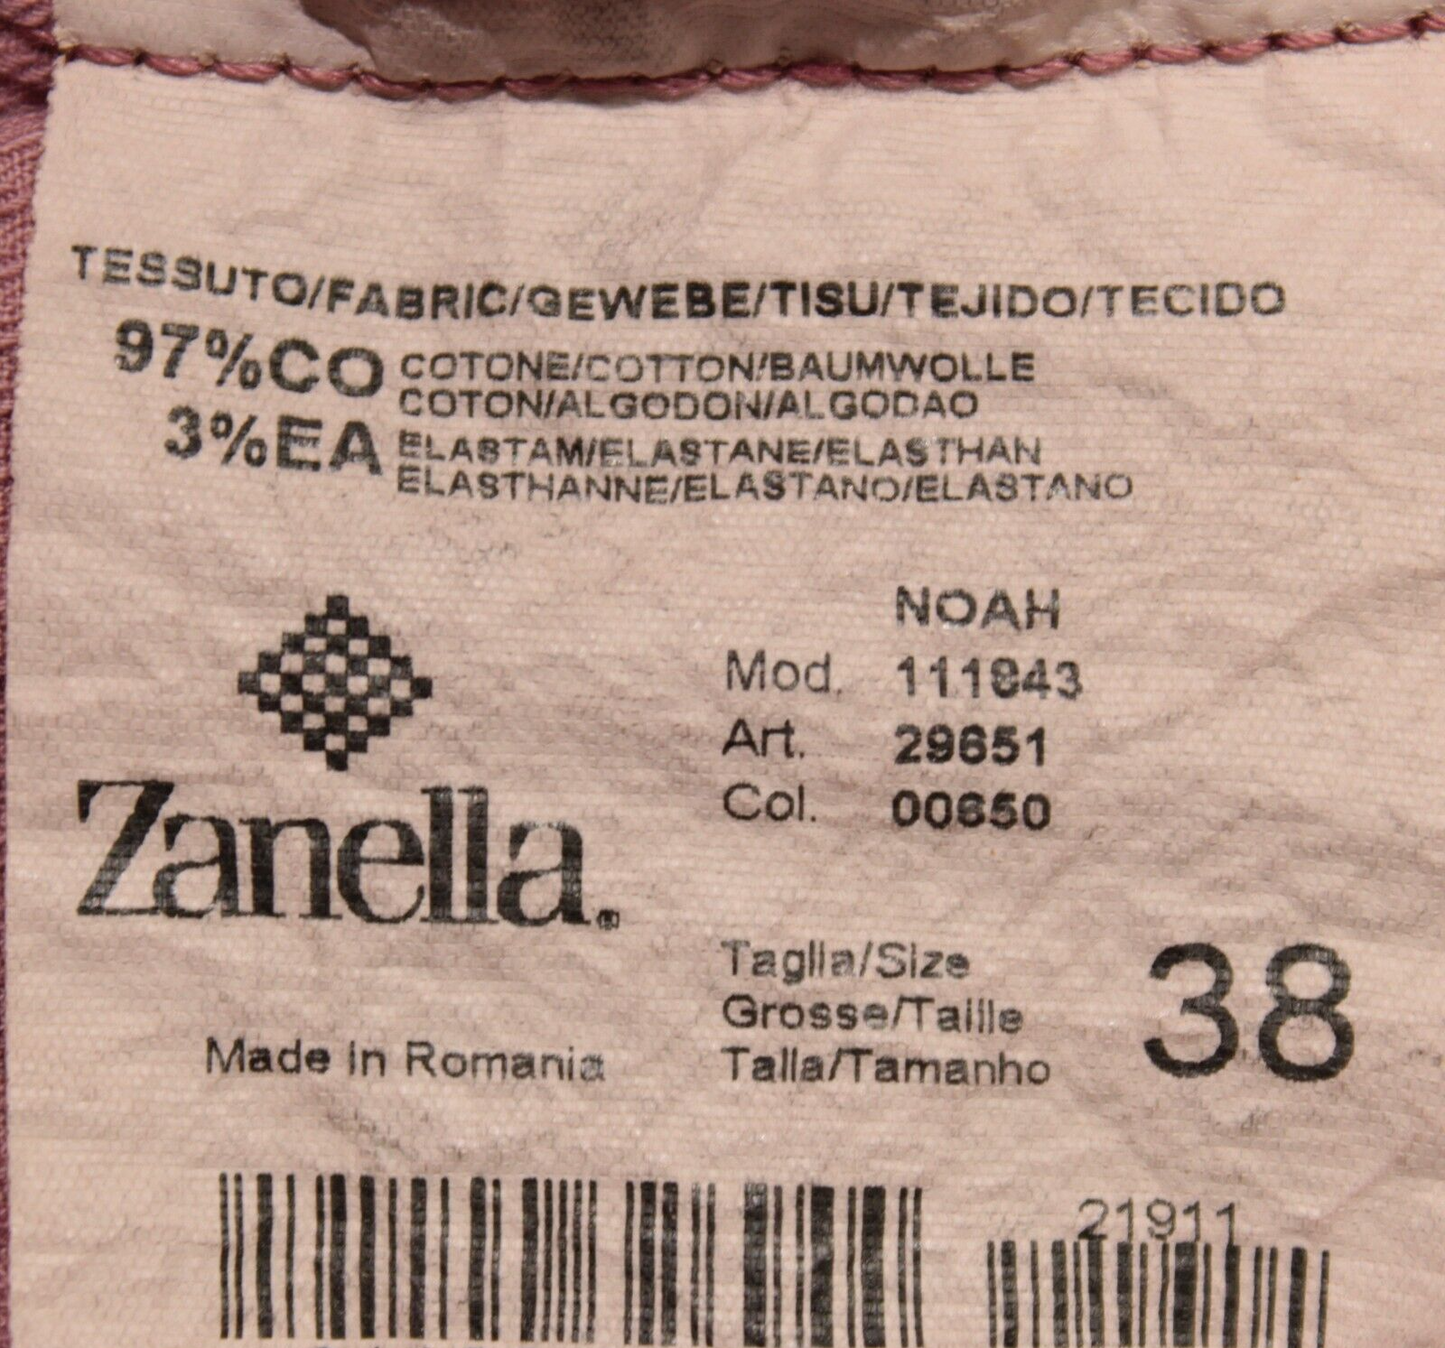 TESSUTO/FABRIC/GEWEBE/TISU/TEJIDO/TECIDO
97%CO COTONE/COTTON/BAUMWOLLE
COTON/ALGODON/ALGODAO
3%EA ELASTAM/ELASTANE/ELASTHAN
ELASTHANNE/ELASTANO/ELASTANO
NOAH
Mod. 111843
Art. 29651
Col. 00650
Zanella.®
Taglia/Size
Grosse/Taille
Talla/Tamanho
38
Made in Romania
21911